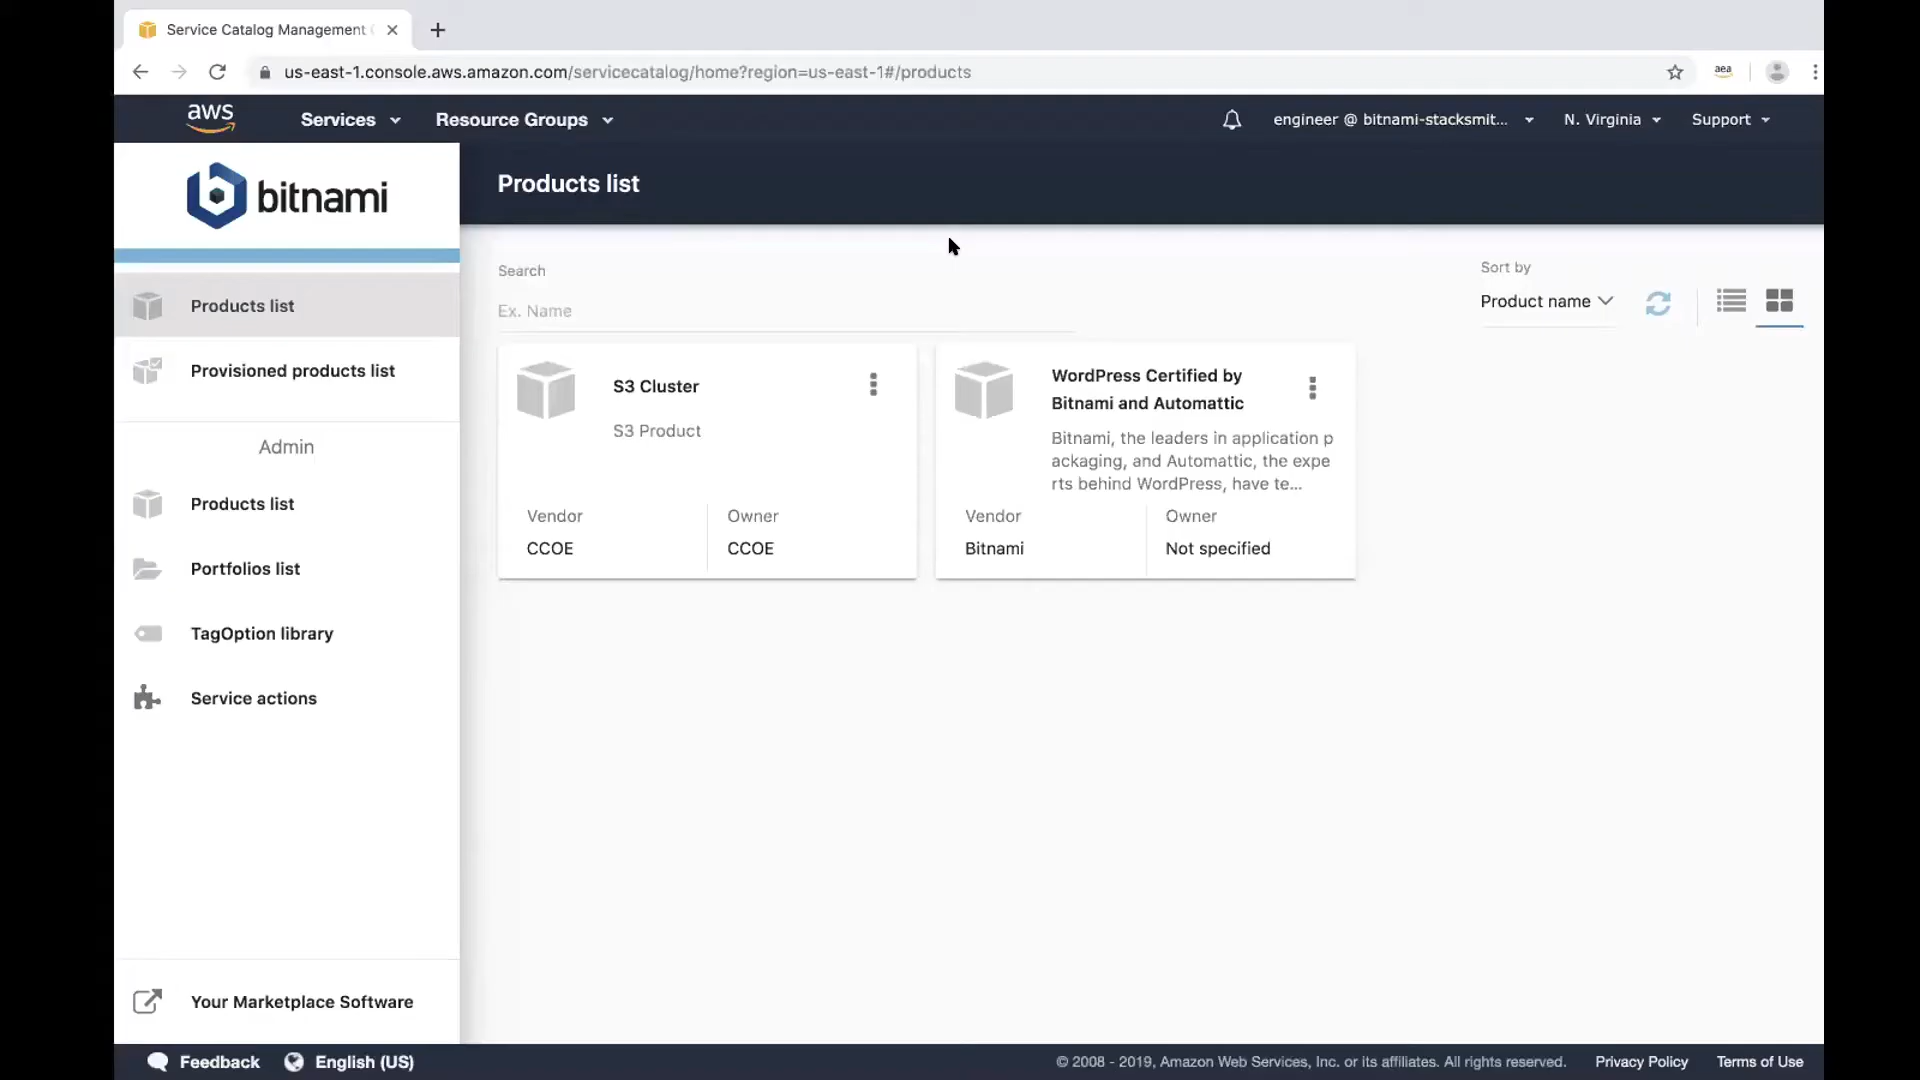 Service Catalog Management
us-east-1.console.aws.amazon.com/servicecatalog/home?region=us-east-1#/products
aea
aws
Services
Resource Groups
engineer @ bitnami-stacksmit...
N. Virginia
Support
bitnami
Products list
Search
Ex. Name
Sort by
Product name
Products list
Provisioned products list
Admin
Products list
Portfolios list
TagOption library
Service actions
Your Marketplace Software
S3 Cluster
S3 Product
Vendor
Owner
CCOE
CCOE
WordPress Certified by
Bitnami and Automattic
Bitnami, the leaders in application p
ackaging, and Automattic, the expe
rts behind WordPress, have te...
Vendor
Owner
Bitnami
Not specified
Feedback
English (US)
© 2008 - 2019, Amazon Web Services, Inc. or its affiliates. All rights reserved.
Privacy Policy
Terms of Use